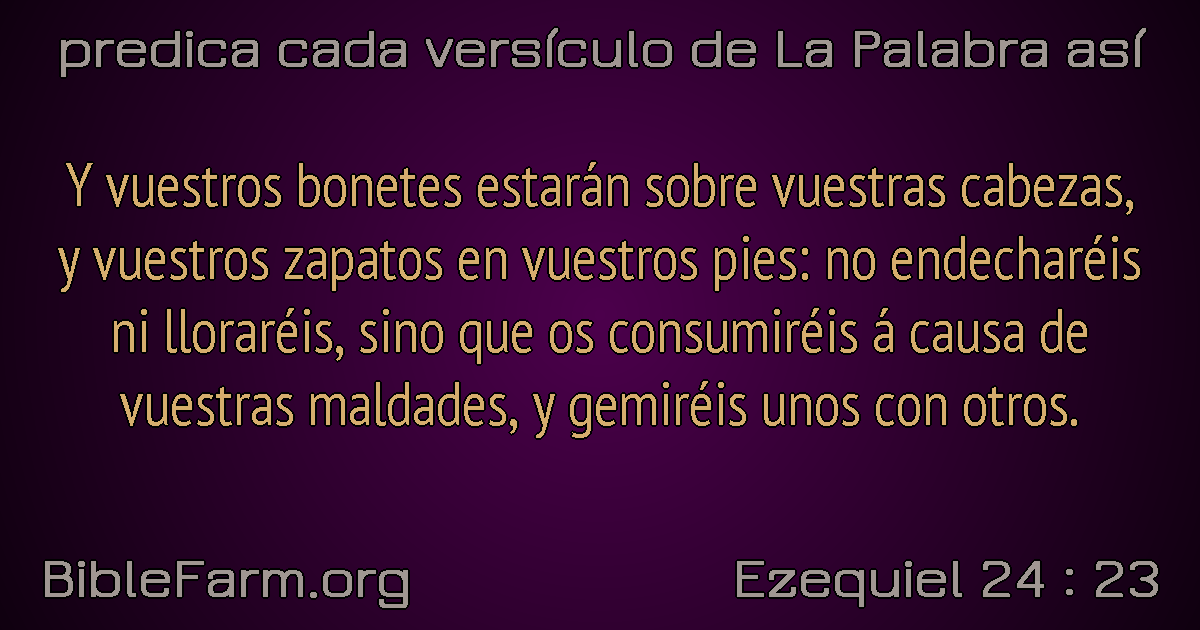 predica cada versículo de La Palabra así
Y vuestros bonetes estarán sobre vuestras cabezas,
y vuestros zapatos en vuestros pies: no endecharéis
ni lloraréis, sino que os consumiréis á causa de
vuestras maldades, y gemiréis unos con otros.
BibleFarm.org
Ezequiel 24 : 23